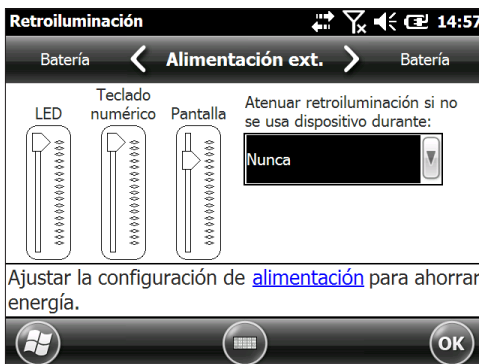 Retroiluminación 14:57
Batería Alimentación ext. Batería
LED Teclado numérico Pantalla
Atenuar retroiluminación si no
se usa dispositivo durante:
Nunca
Ajustar la configuración de alimentación para ahorrar
energía.
OK